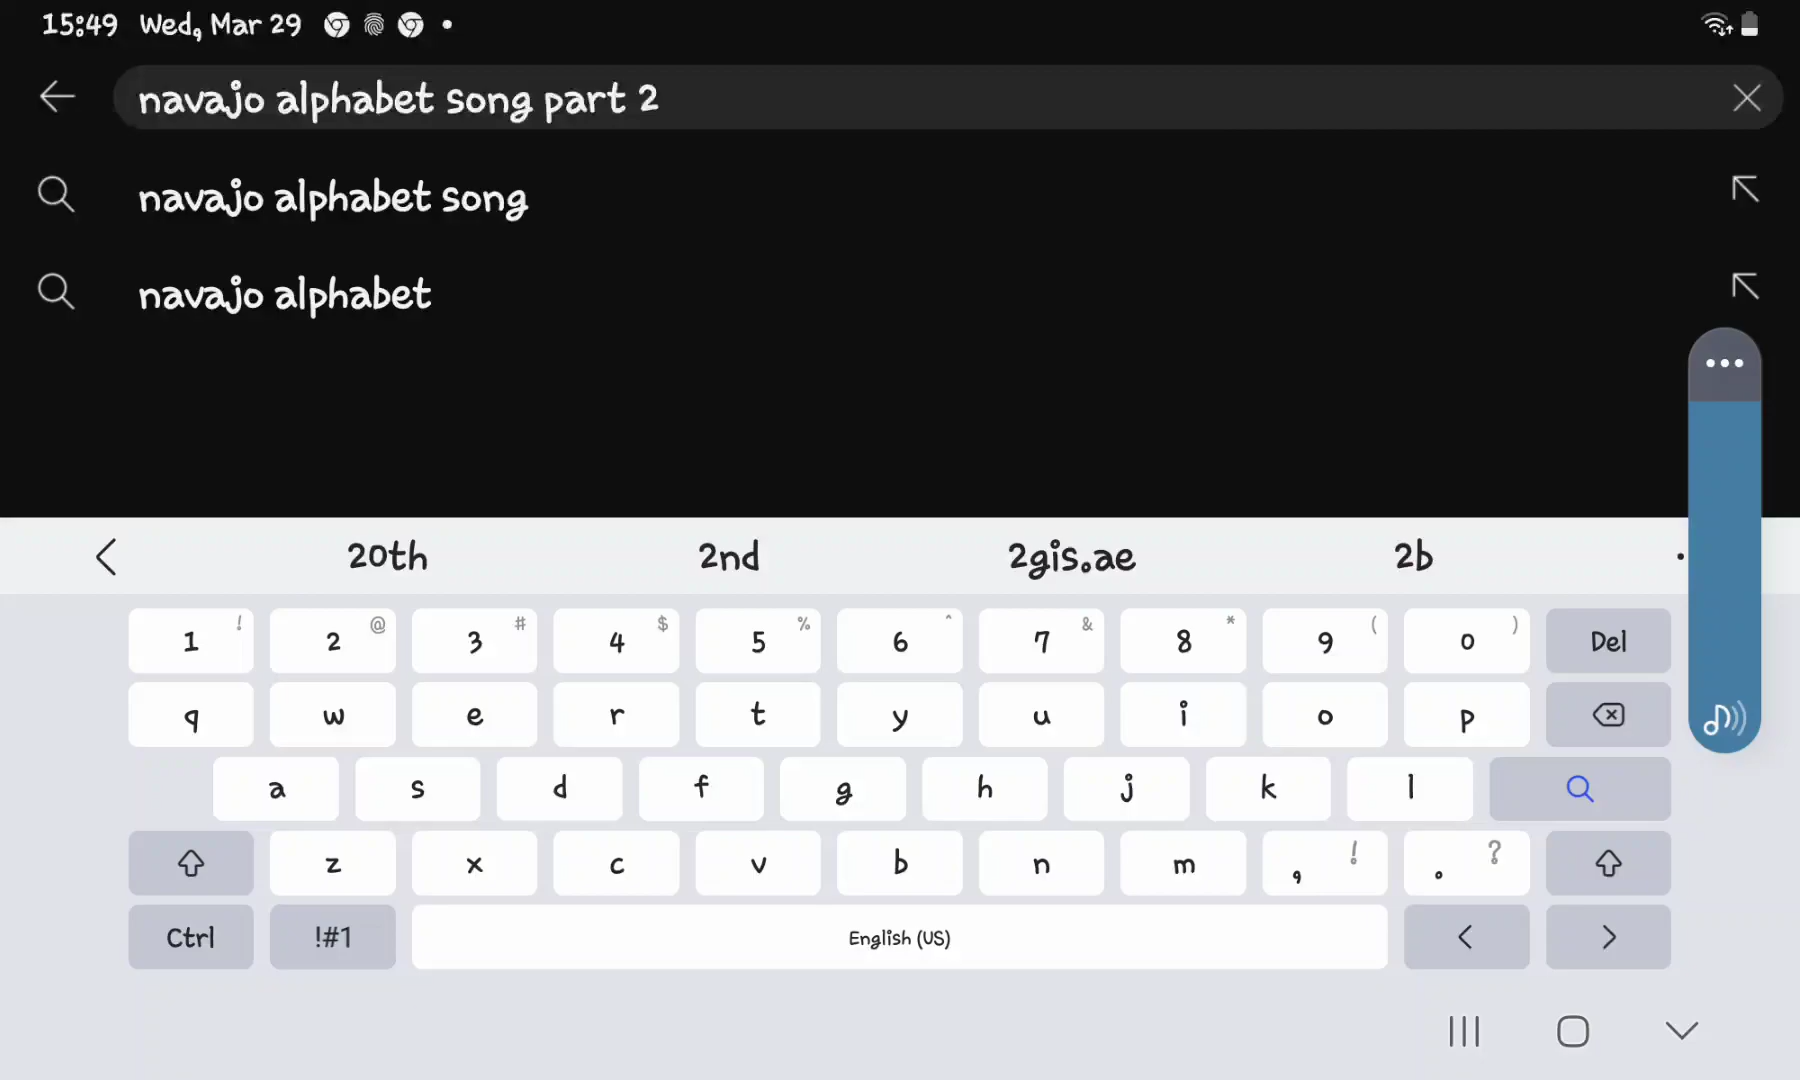 15:49 Wed, Mar 29
navajo alphabet song part 2
navajo alphabet song
navajo alphabet
20th 2nd 2gis.ae 2b
1 ! 2 @ 3 # 4 $ 5 % 6 ^ 7 & 8 * 9 ( 0 ) Del
q w e r t y u i o p
a s d f g h j k l
z x c v b n m , ! . ?
Ctrl !#1 English (US) < >